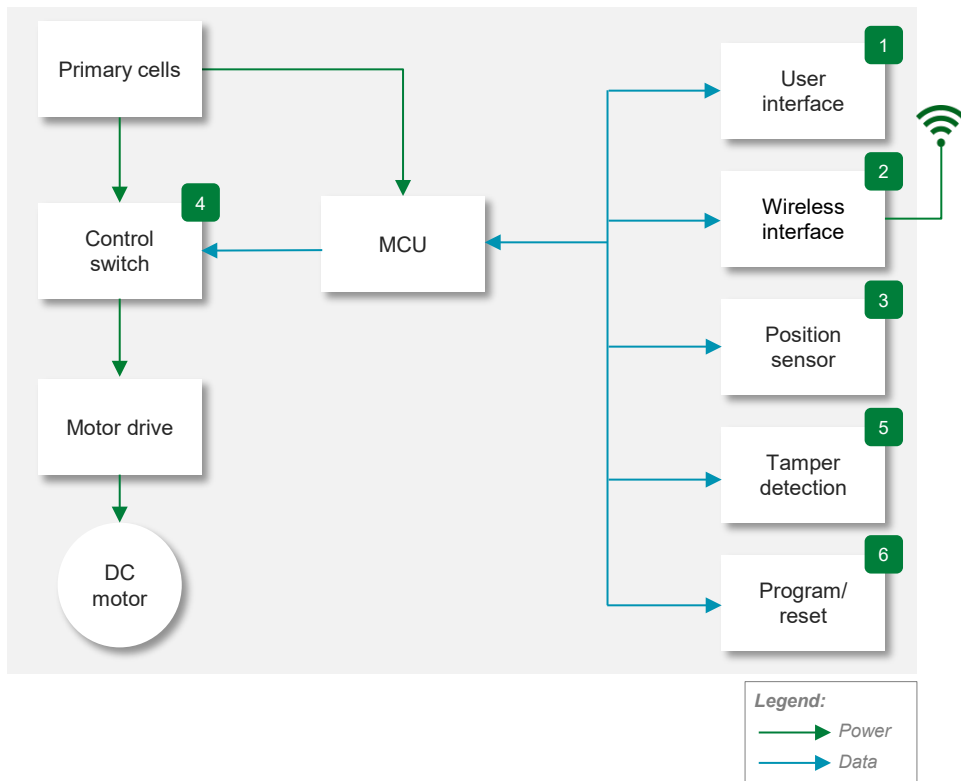 Primary cells
1
User
interface
2
Wireless
interface
4
Control
switch
MCU
3
Position
sensor
Motor drive
5
Tamper
detection
DC
motor
6
Program/
reset
Legend:
Power
Data